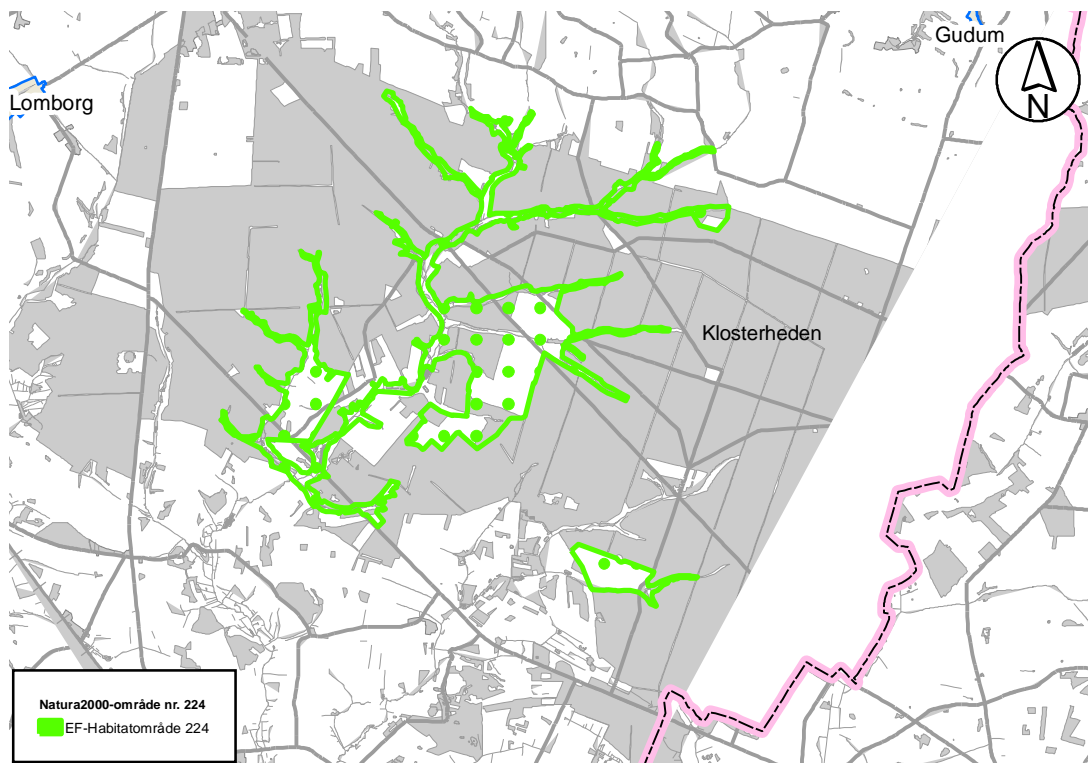 Gudum
Lomborg
N
Klosterheden
Natura2000-område nr. 224
EF-Habitatområde 224